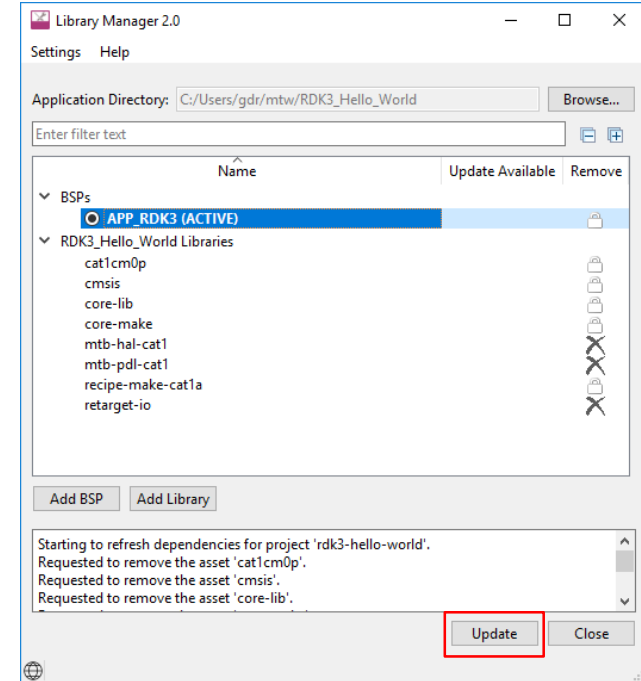 Library Manager 2.0
Settings Help
Application Directory: C:/Users/gdr/mtw/RDK3_Hello_World Browse...
Enter filter text
Name Update Available Remove
BSPs
APP_RDK3 (ACTIVE)
RDK3_Hello_World Libraries
cat1cm0p
cmsis
core-lib
core-make
mtb-hal-cat1
mtb-pdl-cat1
recipe-make-cat1a
retarget-io
Add BSP Add Library
Starting to refresh dependencies for project 'rdk3-hello-world'.
Requested to remove the asset 'cat1cm0p'.
Requested to remove the asset 'cmsis'.
Requested to remove the asset 'core-lib'.
Update Close